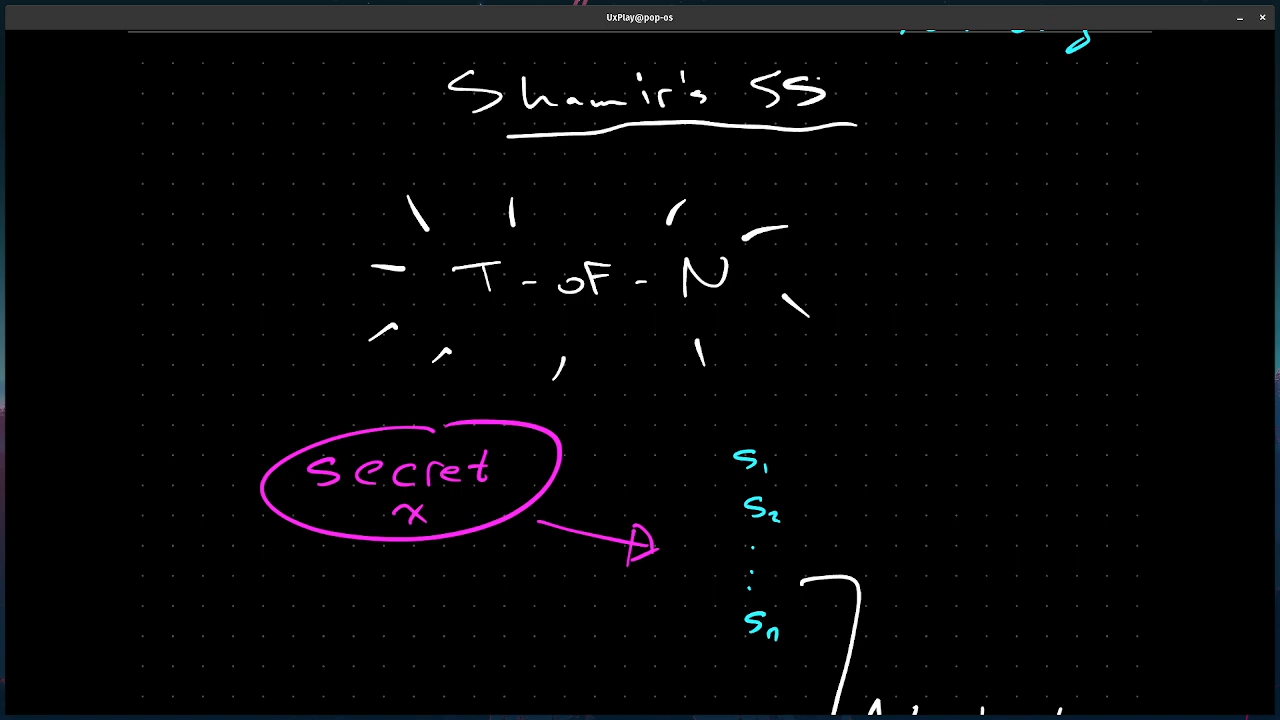 UxPlay@pop-os
Shamir's SS
T-oF-N
secret
x
S1
S2
.
.
.
Sn